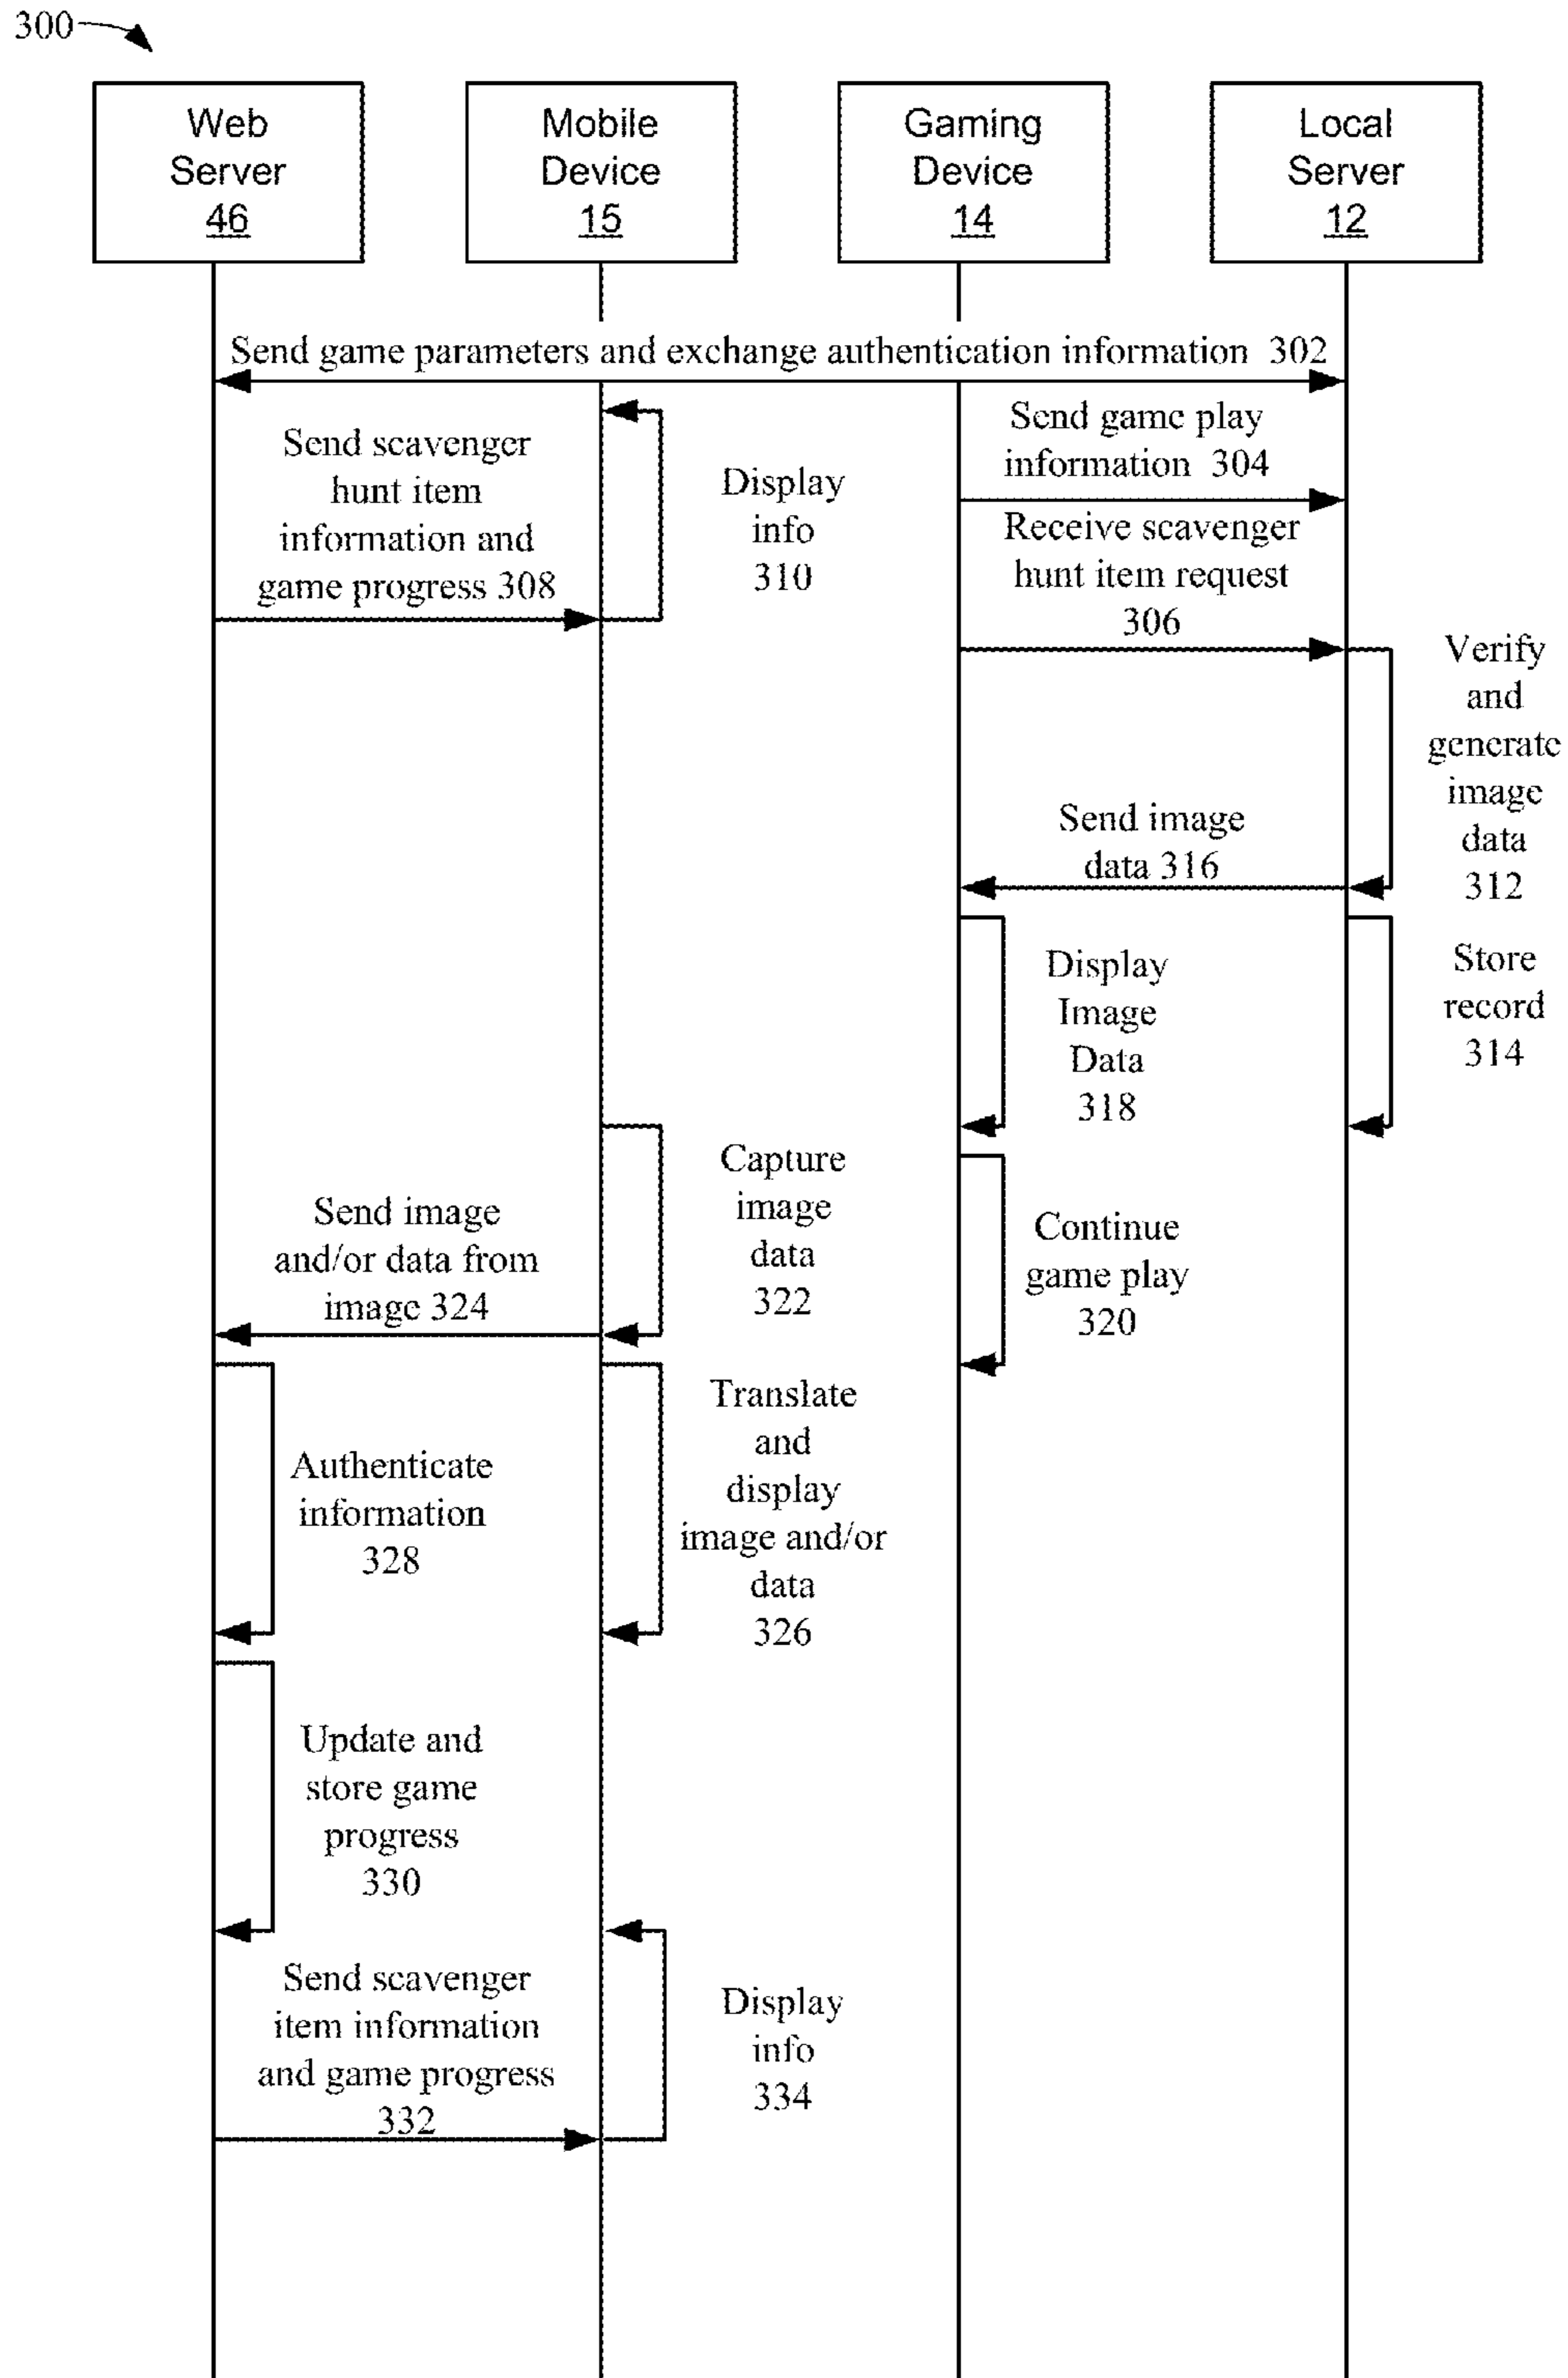 300
Web
Server
46
Mobile
Device
15
Gaming
Device
14
Local
Server
12
Send game parameters and exchange authentication information 302
Send scavenger
hunt item
information and
game progress 308
Display
info
310
Send game play
information 304
Receive scavenger
hunt item request
306
Verify
and
generate
image
data
312
Send image
data 316
Display
Image
Data
318
Store
record
314
Capture
image
data
322
Send image
and/or data from
image 324
Continue
game play
320
Authenticate
information
328
Translate
and
display
image and/or
data
326
Update and
store game
progress
330
Send scavenger
item information
and game progress
332
Display
info
334